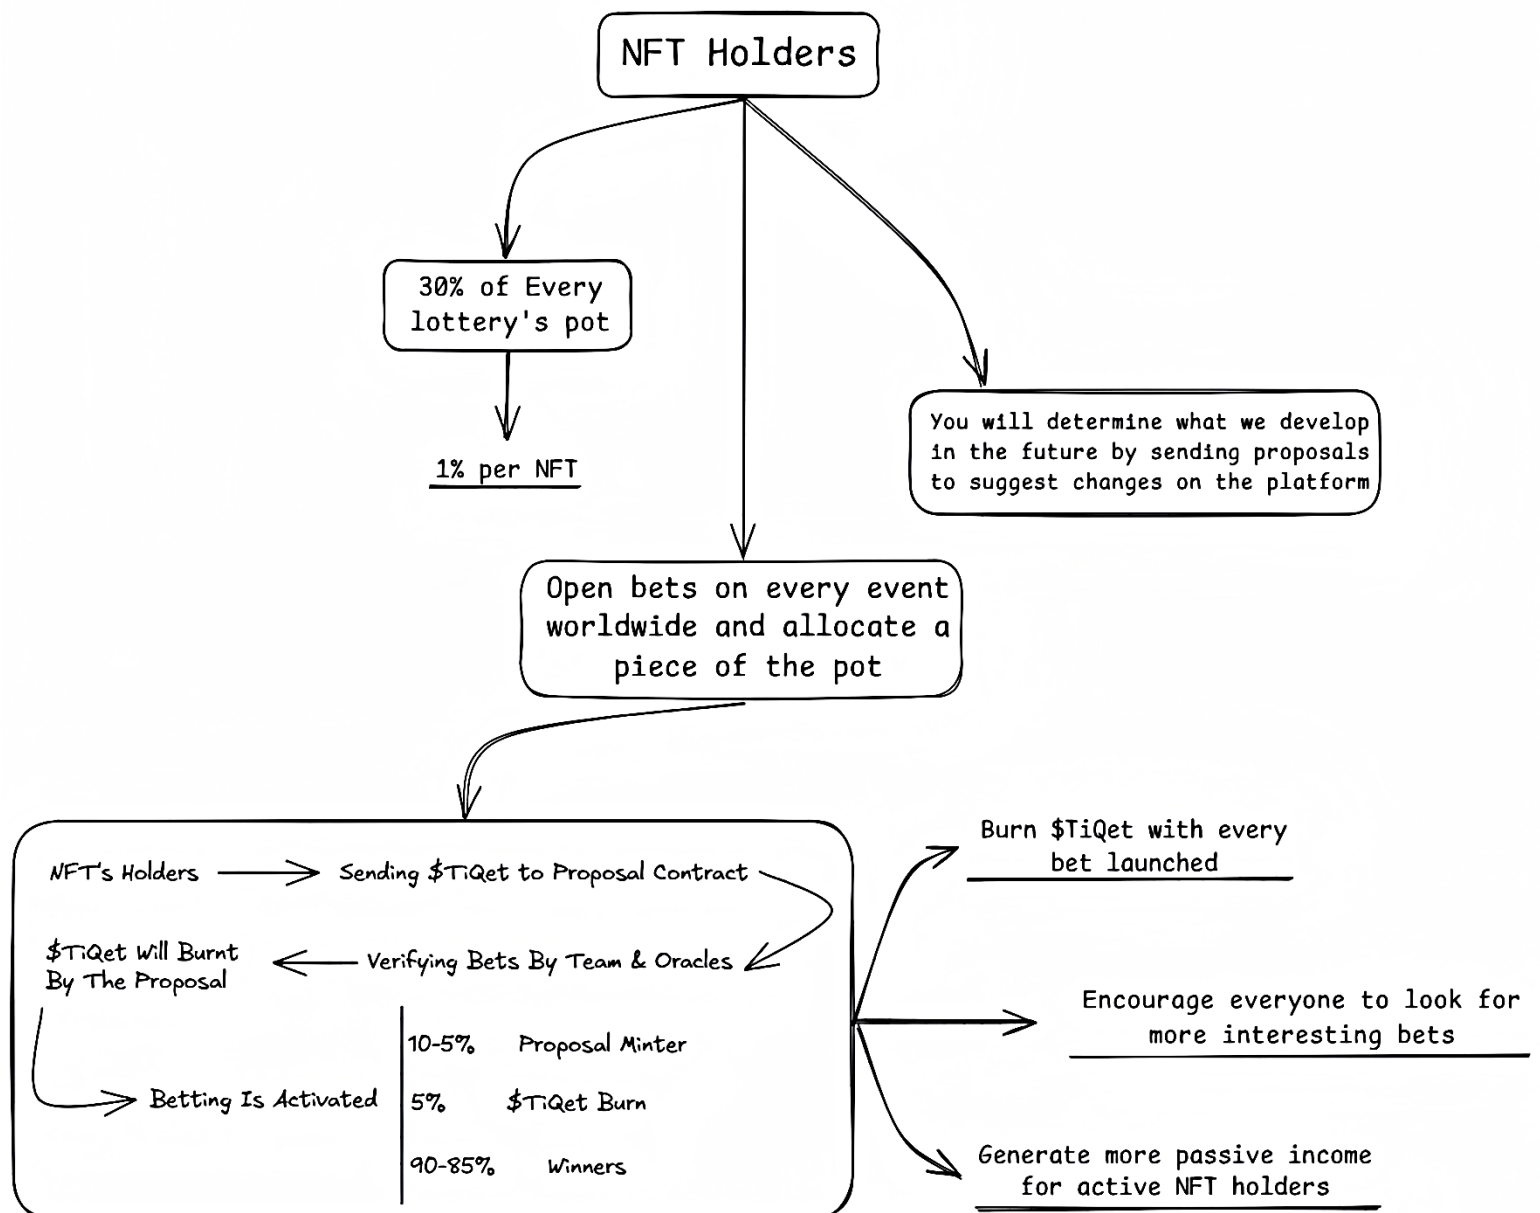 NFT Holders
30% of Every
lottery's pot
1% per NFT
You will determine what we develop
in the future by sending proposals
to suggest changes on the platform
Open bets on every event
worldwide and allocate a
piece of the pot
NFT's Holders
Sending $TiQet to Proposal Contract
Verifying Bets By Team & Oracles
$TiQet Will Burnt
By The Proposal
Betting Is Activated
10-5% Proposal Minter
5% $TiQet Burn
90-85% Winners
Burn $TiQet with every
bet launched
Encourage everyone to look for
more interesting bets
Generate more passive income
for active NFT holders